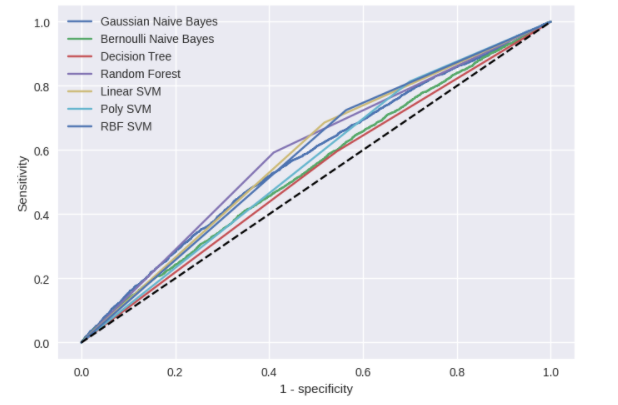 Gaussian Naive Bayes
Bernoulli Naive Bayes
Decision Tree
Random Forest
Linear SVM
Poly SVM
RBF SVM
1.0
0.8
0.6
0.4
0.2
0.0
Sensitivity
0.0 0.2 0.4 0.6 0.8 1.0
1 - specificity